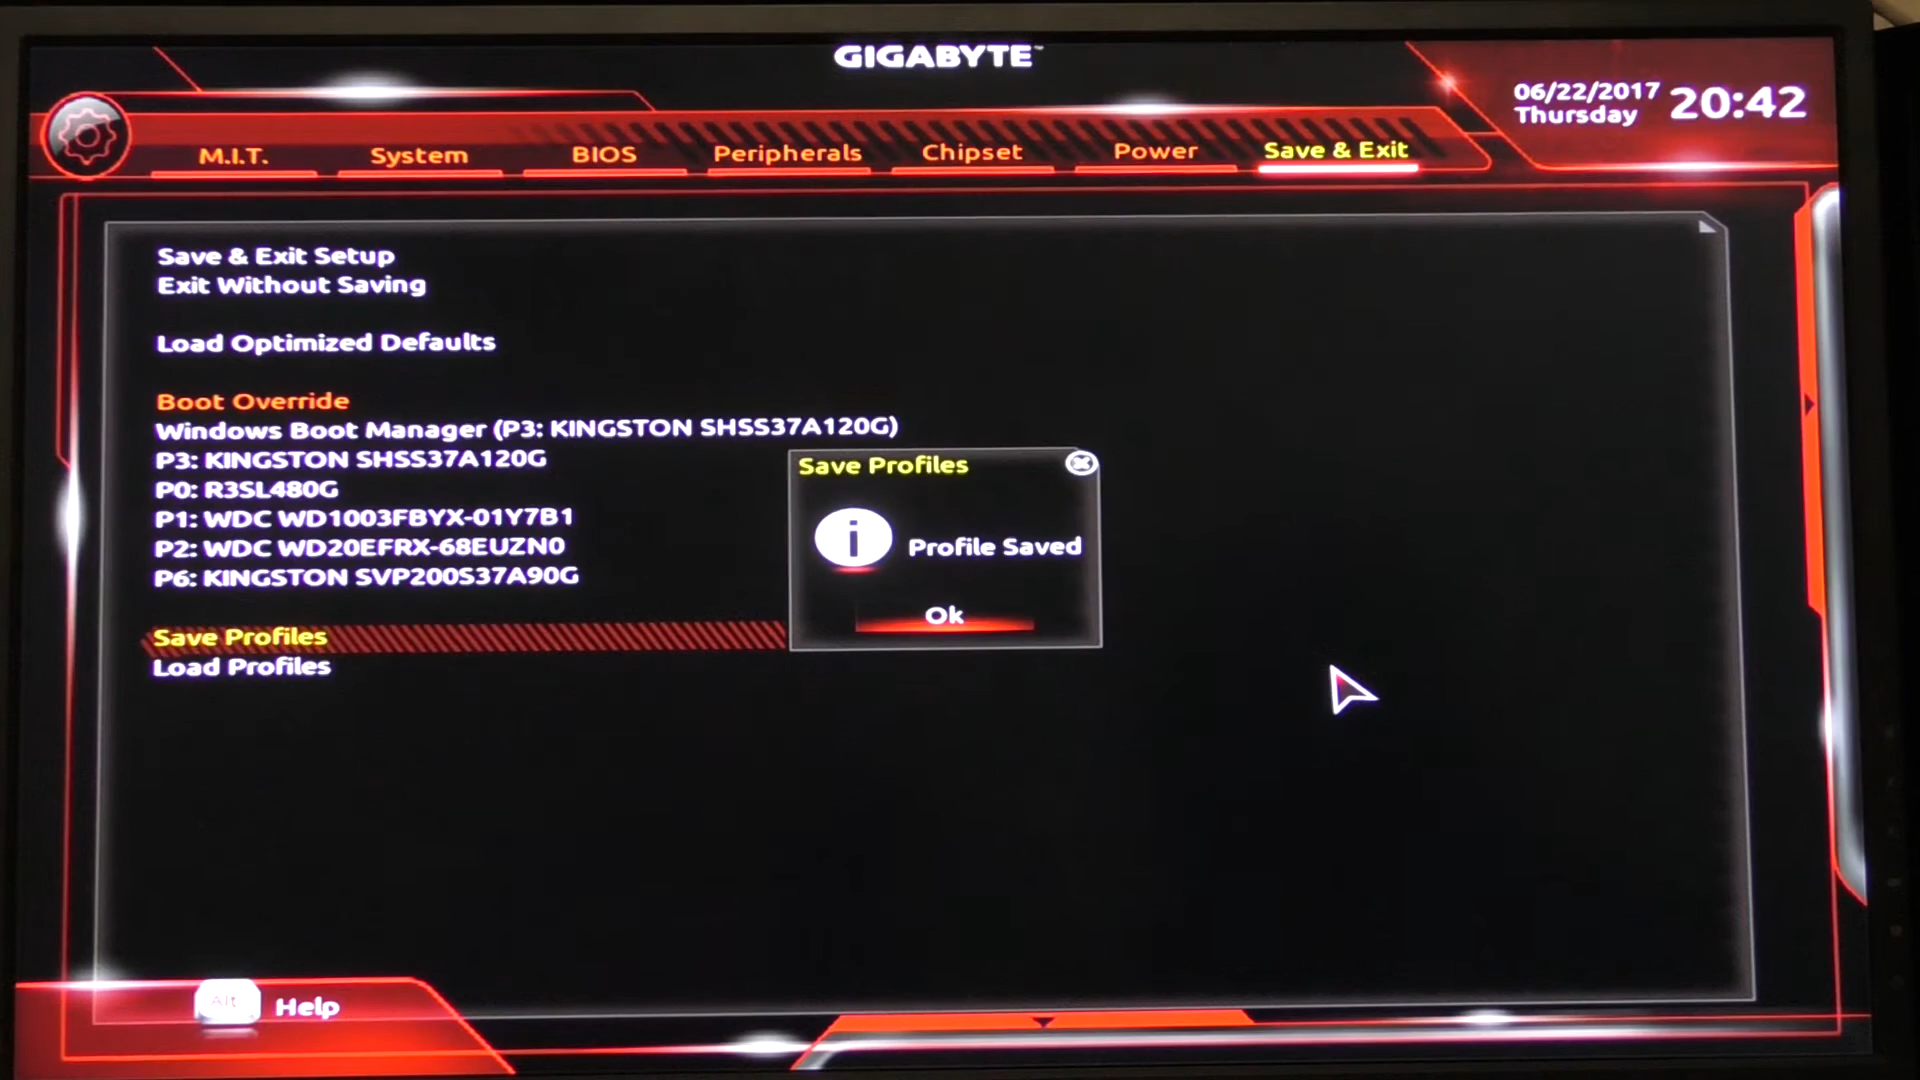 GIGABYTE™
06/22/2017
Thursday
20:42
M.I.T.
System
BIOS
Peripherals
Chipset
Power
Save & Exit
Save & Exit Setup
Exit Without Saving
Load Optimized Defaults
Boot Override
Windows Boot Manager (P3: KINGSTON SHSS37A120G)
P3: KINGSTON SHSS37A120G
P0: R3SL480G
P1: WDC WD1003FBYX-01Y7B1
P2: WDC WD20EFRX-68EUZN0
P6: KINGSTON SVP200S37A90G
Save Profiles
Load Profiles
Save Profiles
i
Profile Saved
Ok
Alt
Help